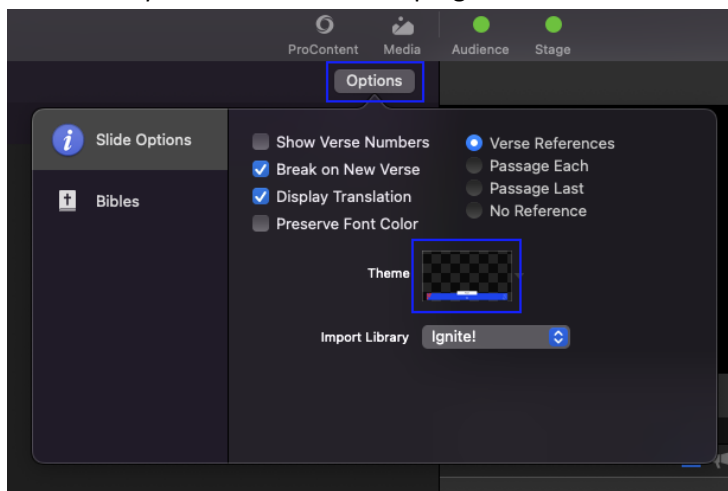 ProContent Media Audience Stage
Options
Slide Options
Bibles
Show Verse Numbers
Break on New Verse
Display Translation
Preserve Font Color
Verse References
Passage Each
Passage Last
No Reference
Theme
Import Library Ignite!